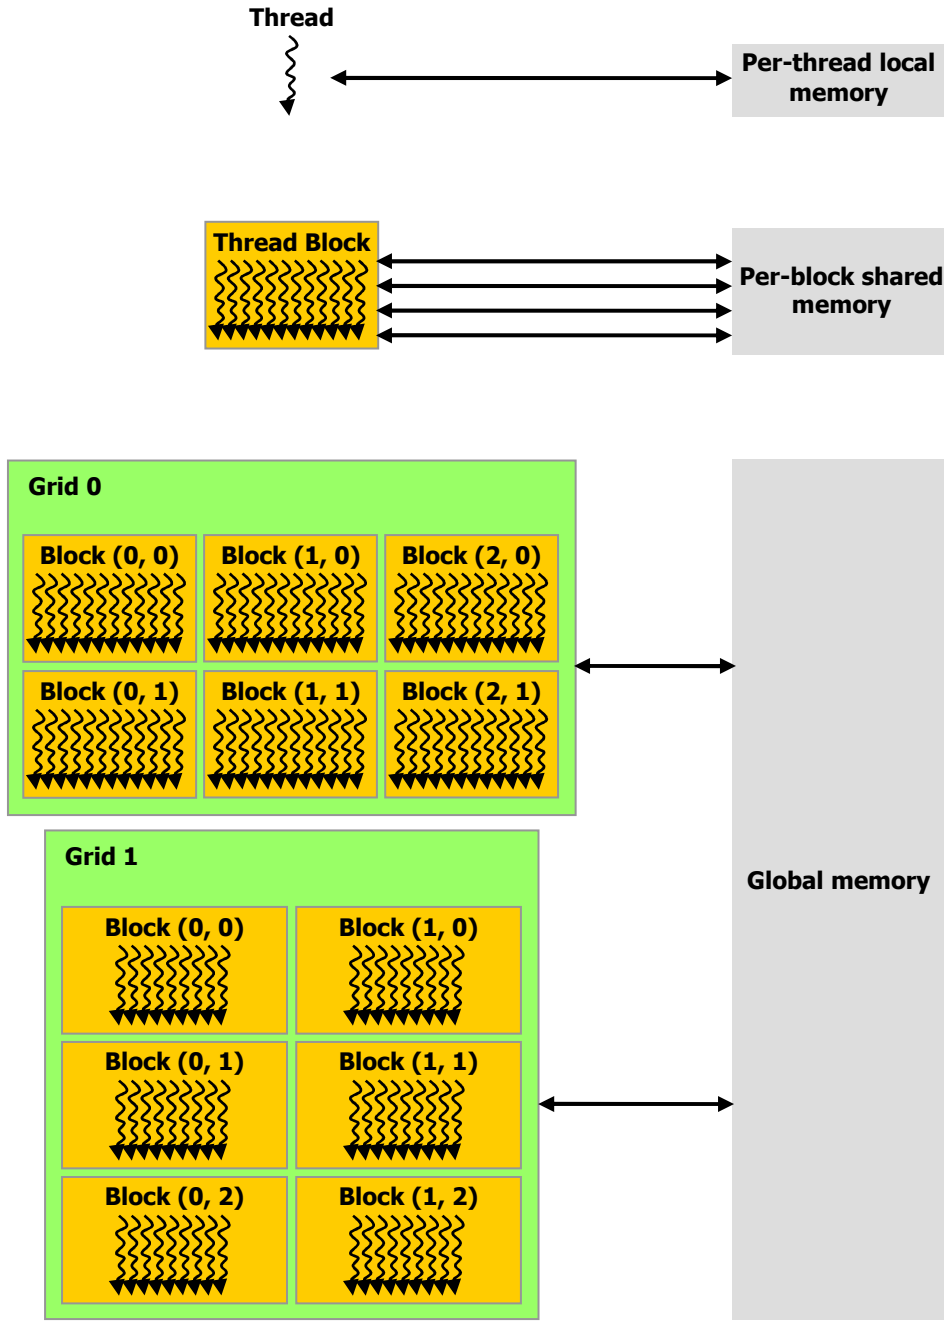 Thread
Per-thread local
memory
Thread Block
Per-block shared
memory
Grid 0
Block (0, 0)
Block (1, 0)
Block (2, 0)
Block (0, 1)
Block (1, 1)
Block (2, 1)
Grid 1
Global memory
Block (0, 0)
Block (1, 0)
Block (0, 1)
Block (1, 1)
Block (0, 2)
Block (1, 2)